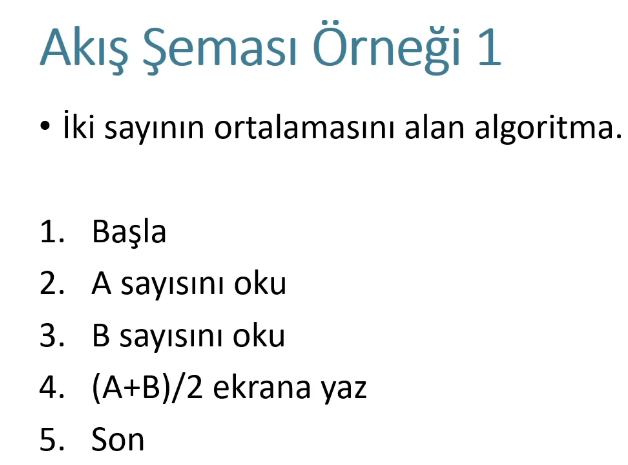 Akış Şeması Örneği 1
• İki sayının ortalamasını alan algoritma.
1. Başla
2. A sayısını oku
3. B sayısını oku
4. (A+B)/2 ekrana yaz
5. Son